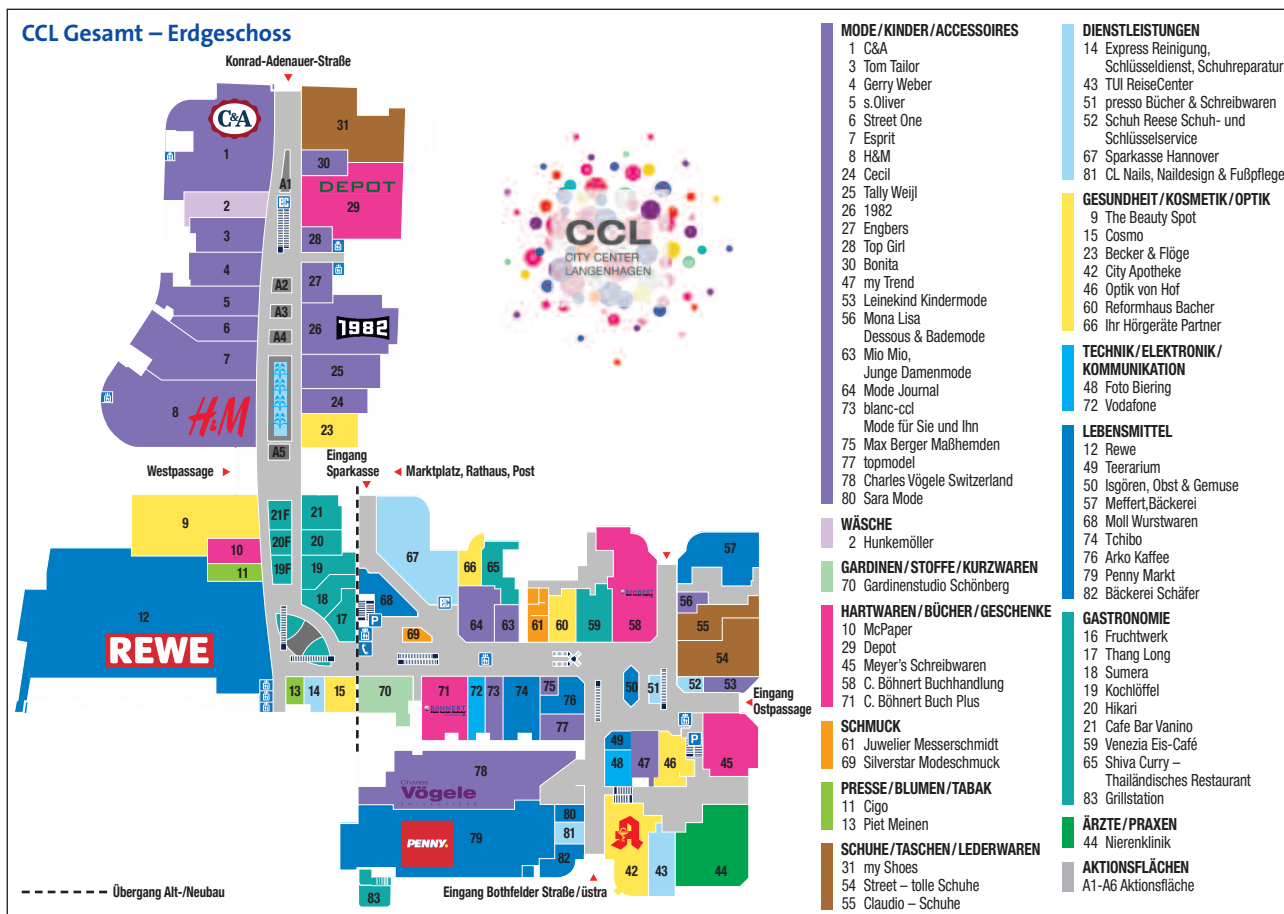 CCL Gesamt – Erdgeschoss
Konrad-Adenauer-Straße
C&A
1
31
30
A1
DEPOT
29
2
3
28
4
27
A2
5
A3
6
A4
26
1982
7
25
24
8
H&M
23
A5
CCL
CITY CENTER
LANGENHAGEN
Westpassage
Eingang
Sparkasse
Marktplatz, Rathaus, Post
9
21F
21
10
20F
20
11
19F
19
18
17
12
REWE
67
68
P
69
66
65
64
63
61
60
59
58
57
56
55
54
53
52
51
50
Eingang
Ostpassage
13
14
15
70
71
72
73
74
75
76
77
49
48
47
46
P
45
78
Charles
Vögele
Switzerland
PENNY.
79
80
81
82
83
42
43
44
Übergang Alt-/Neubau
Eingang Bothfelder Straße / üstra
MODE / KINDER / ACCESSOIRES
1 C&A
3 Tom Tailor
4 Gerry Weber
5 s.Oliver
6 Street One
7 Esprit
8 H&M
24 Cecil
25 Tally Weijl
26 1982
27 Engbers
28 Top Girl
30 Bonita
47 my Trend
53 Leinekind Kindermode
56 Mona Lisa
Dessous & Bademode
63 Mio Mio,
Junge Damenmode
64 Mode Journal
73 blanc-ccl
Mode für Sie und Ihn
75 Max Berger Maßhemden
77 topmodel
78 Charles Vögele Switzerland
80 Sara Mode
WÄSCHE
2 Hunkemöller
GARDINEN / STOFFE / KURZWAREN
70 Gardinenstudio Schönberg
HARTWAREN / BÜCHER / GESCHENKE
10 McPaper
29 Depot
45 Meyer's Schreibwaren
58 C. Böhnert Buchhandlung
71 C. Böhnert Buch Plus
SCHMUCK
61 Juwelier Messerschmidt
69 Silverstar Modeschmuck
PRESSE / BLUMEN / TABAK
11 Cigo
13 Piet Meinen
SCHUHE / TASCHEN / LEDERWAREN
31 my Shoes
54 Street – tolle Schuhe
55 Claudio – Schuhe
DIENSTLEISTUNGEN
14 Express Reinigung,
Schlüsseldienst, Schuhreparatur
43 TUI ReiseCenter
51 presso Bücher & Schreibwaren
52 Schuh Reese Schuh- und
Schlüsselservice
67 Sparkasse Hannover
81 CL Nails, Naildesign & Fußpflege
GESUNDHEIT / KOSMETIK / OPTIK
9 The Beauty Spot
15 Cosmo
23 Becker & Flöge
42 City Apotheke
46 Optik von Hof
60 Reformhaus Bacher
66 Ihr Hörgeräte Partner
TECHNIK / ELEKTRONIK /
KOMMUNIKATION
48 Foto Biering
72 Vodafone
LEBENSMITTEL
12 Rewe
49 Teerarium
50 Isgören, Obst & Gemuse
57 Meffert,Bäckerei
68 Moll Wurstwaren
74 Tchibo
76 Arko Kaffee
79 Penny Markt
82 Bäckerei Schäfer
GASTRONOMIE
16 Fruchtwerk
17 Thang Long
18 Sumera
19 Kochlöffel
20 Hikari
21 Cafe Bar Vanino
59 Venezia Eis-Café
65 Shiva Curry –
Thailändisches Restaurant
83 Grillstation
ÄRZTE / PRAXEN
44 Nierenklinik
AKTIONSFLÄCHEN
A1-A6 Aktionsfläche